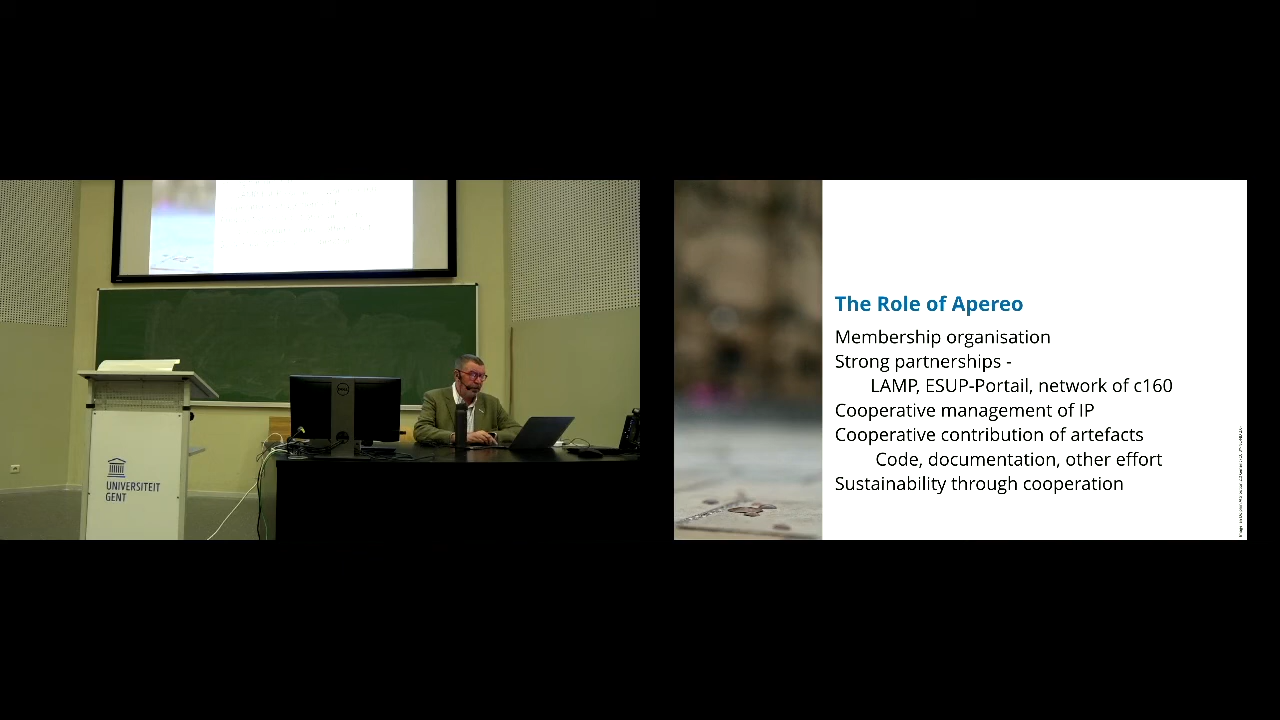 UNIVERSITEIT
GENT
DELL
The Role of Apereo
Membership organisation
Strong partnerships -
LAMP, ESUP-Portail, network of c160
Cooperative management of IP
Cooperative contribution of artefacts
Code, documentation, other effort
Sustainability through cooperation